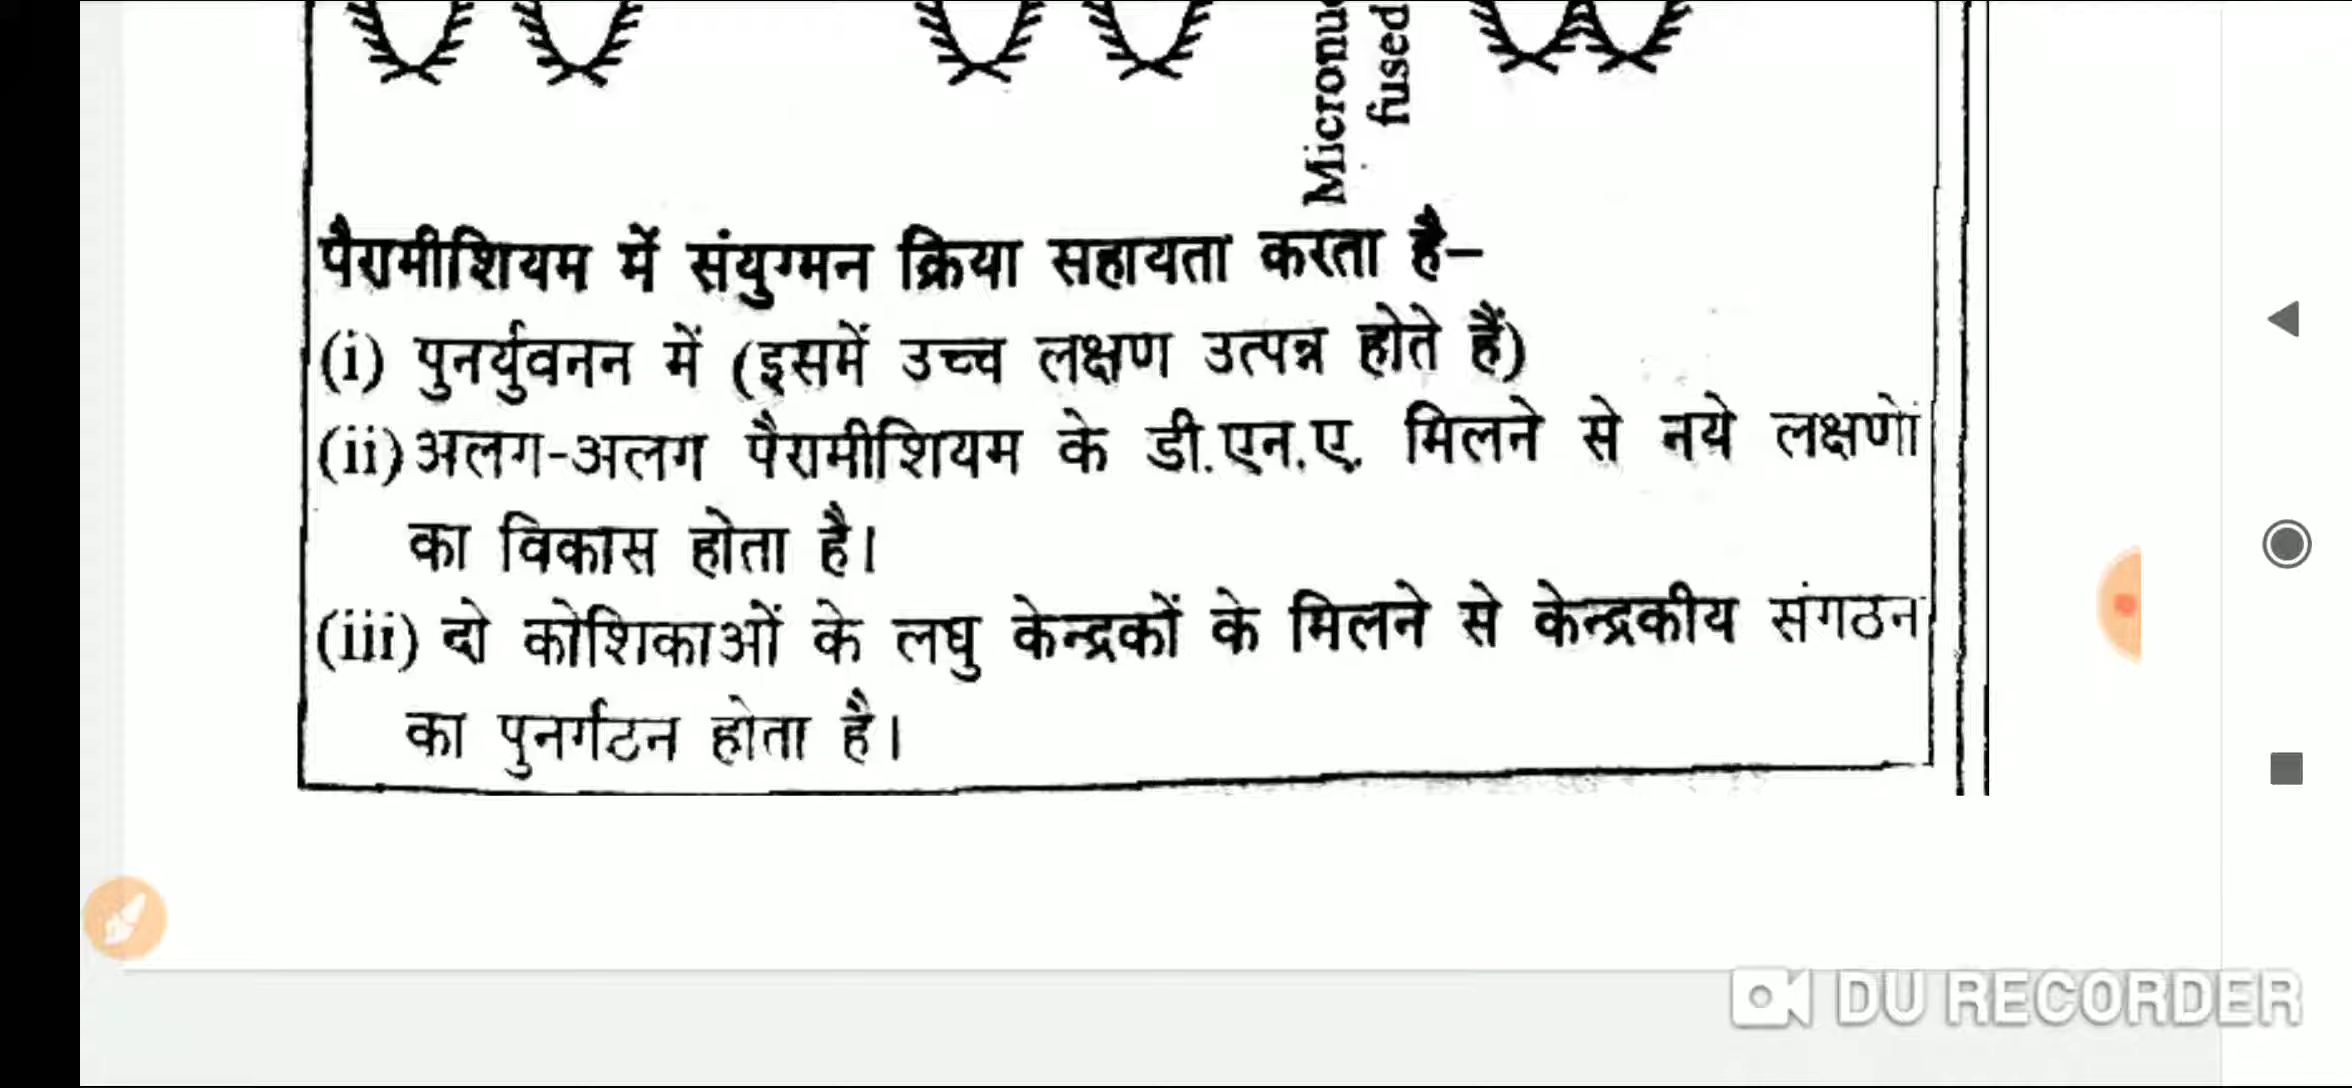 fused
पैरामीशियम में संयुग्मन क्रिया सहायता करता है–
(i) पुनर्युवनन में (इसमें उच्च लक्षण उत्पन्न होते हैं)
(ii) अलग-अलग पैरामीशियम के डी.एन.ए. मिलने से नये लक्षणों
का विकास होता है।
(iii) दो कोशिकाओं के लघु केन्द्रकों के मिलने से केन्द्रकीय संगठन
का पुनर्गठन होता है।
DU RECORDER